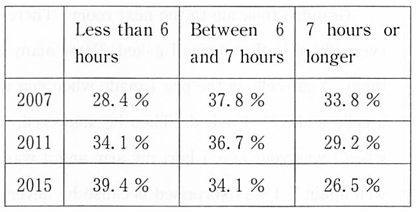 Less than 6 hours | Between 6 and 7 hours | 7 hours or longer
2007 | 28.4 % | 37.8 % | 33.8 %
2011 | 34.1 % | 36.7 % | 29.2 %
2015 | 39.4 % | 34.1 % | 26.5 %